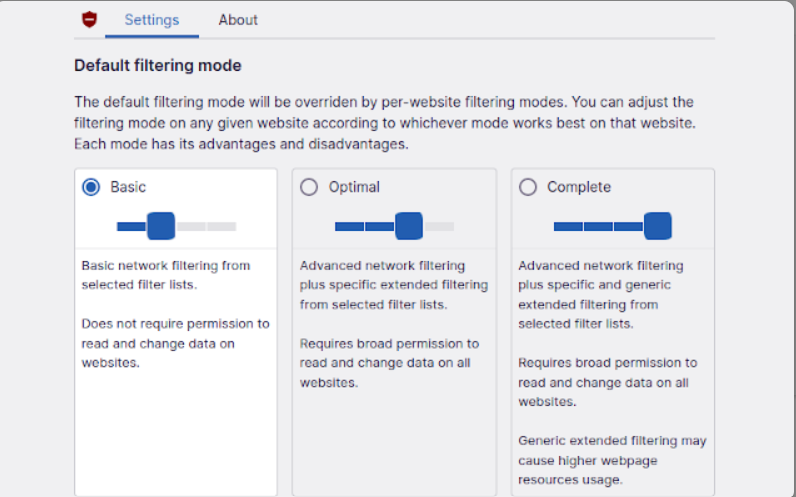 Settings About
Default filtering mode
The default filtering mode will be overriden by per-website filtering modes. You can adjust the
filtering mode on any given website according to whichever mode works best on that website.
Each mode has its advantages and disadvantages.
Basic
Basic network filtering from
selected filter lists.
Does not require permission to
read and change data on
websites.
Optimal
Advanced network filtering
plus specific extended filtering
from selected filter lists.
Requires broad permission to
read and change data on all
websites.
Complete
Advanced network filtering
plus specific and generic
extended filtering from
selected filter lists.
Requires broad permission to
read and change data on all
websites.
Generic extended filtering may
cause higher webpage
resources usage.